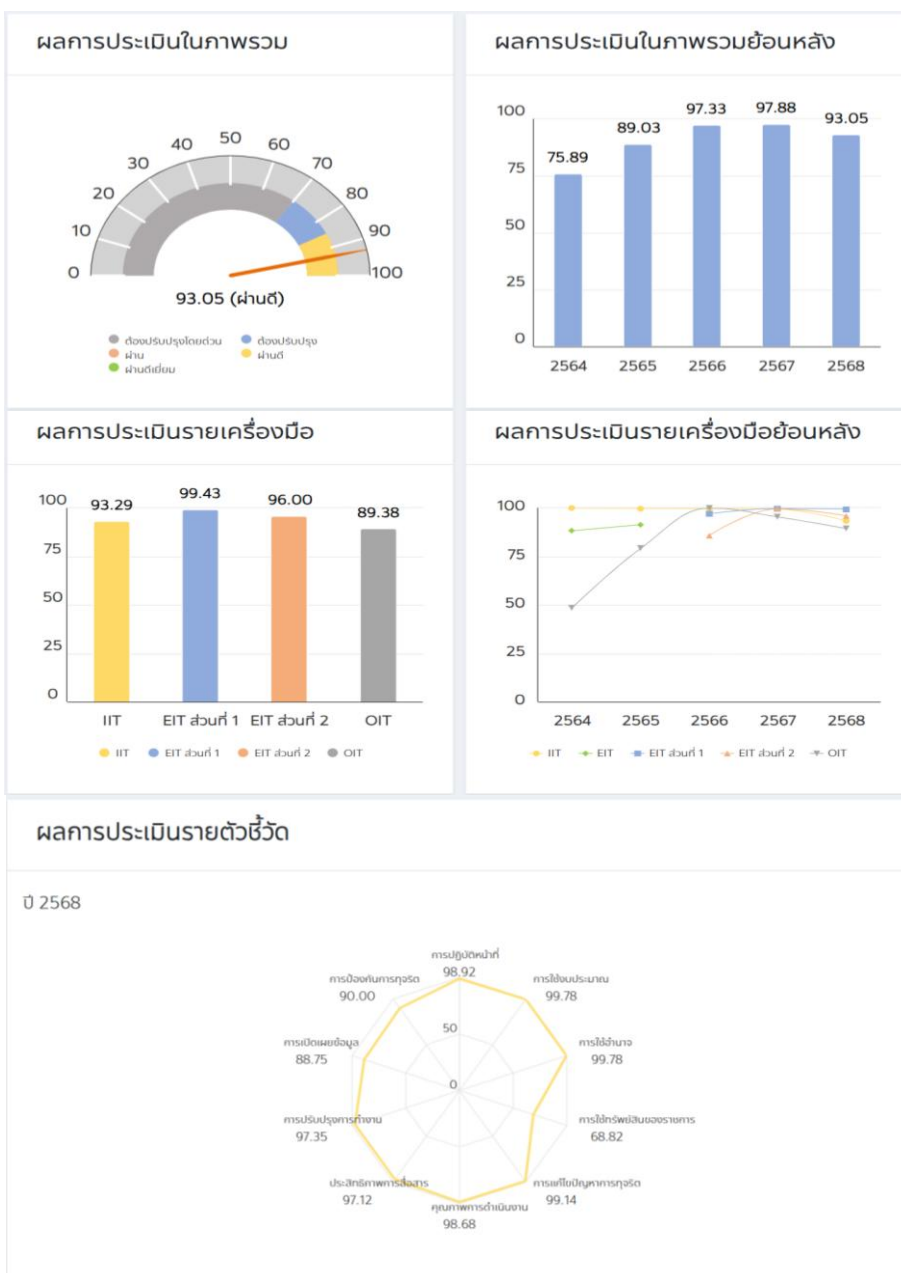 ผลการประเมินในภาพรวม
0
10
20
30
40
50
60
70
80
90
100
93.05 (ผ่านดี)
ต้องปรับปรุงโดยด่วน ต้องปรับปรุง
ผ่าน ผ่านดี
ผ่านดีเยี่ยม
ผลการประเมินในภาพรวมย้อนหลัง
100
75
50
25
0
75.89
89.03
97.33
97.88
93.05
2564 2565 2566 2567 2568
ผลการประเมินรายเครื่องมือ
100
75
50
25
0
93.29
99.43
96.00
89.38
IIT EIT ส่วนที่ 1 EIT ส่วนที่ 2 OIT
IIT EIT ส่วนที่ 1 EIT ส่วนที่ 2 OIT
ผลการประเมินรายเครื่องมือย้อนหลัง
100
75
50
25
0
2564 2565 2566 2567 2568
IIT EIT EIT ส่วนที่ 1 EIT ส่วนที่ 2 OIT
ผลการประเมินรายตัวชี้วัด
ปี 2568
การปฏิบัติหน้าที่
98.92
การใช้งบประมาณ
99.78
การใช้อำนาจ
99.78
การใช้ทรัพย์สินของราชการ
68.82
การแก้ไขปัญหาการทุจริต
99.14
คุณภาพการดำเนินงาน
98.68
ประสิทธิภาพการสื่อสาร
97.12
การปรับปรุงการทำงาน
97.35
การเปิดเผยข้อมูล
88.75
การป้องกันการทุจริต
90.00
50
0